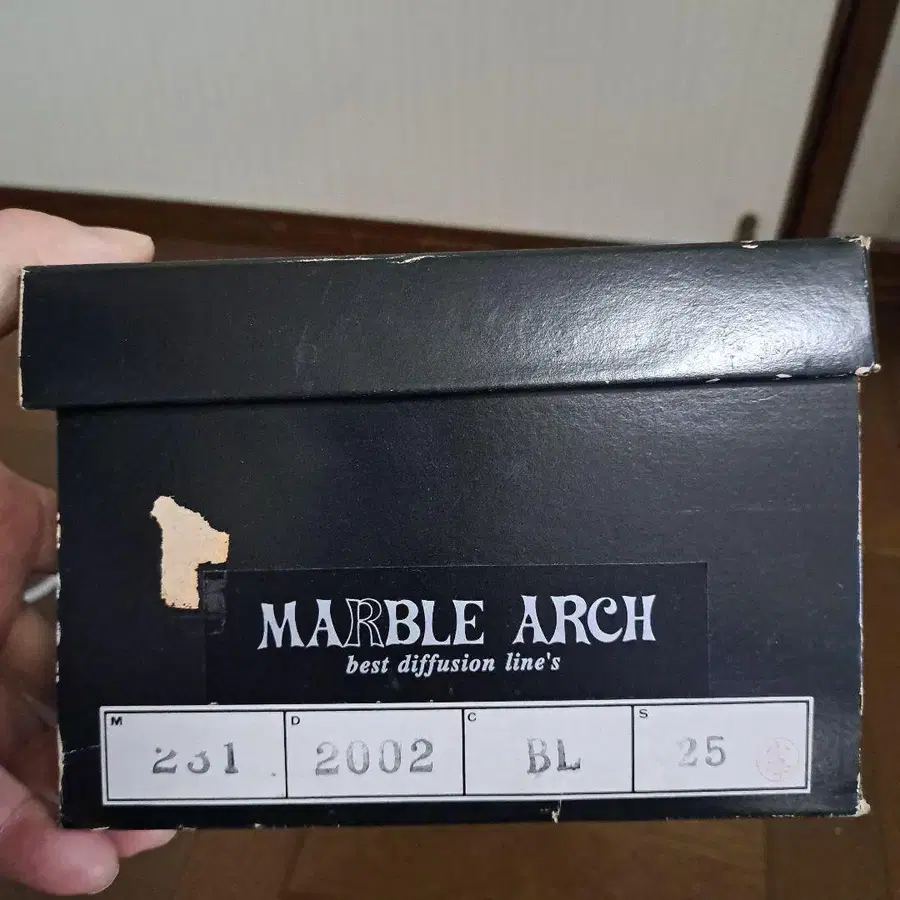 MARBLE ARCH
best diffusion line's
M D C S
231 2002 BL 25